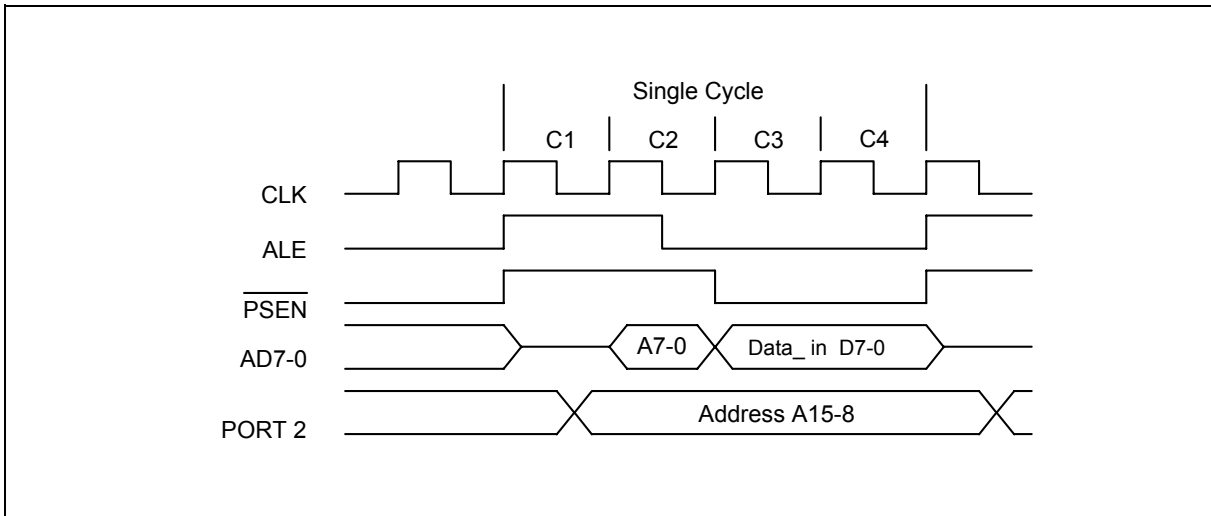 Single Cycle
C1 C2 C3 C4
CLK
ALE
PSEN
AD7-0 A7-0 Data_ in D7-0
PORT 2 Address A15-8